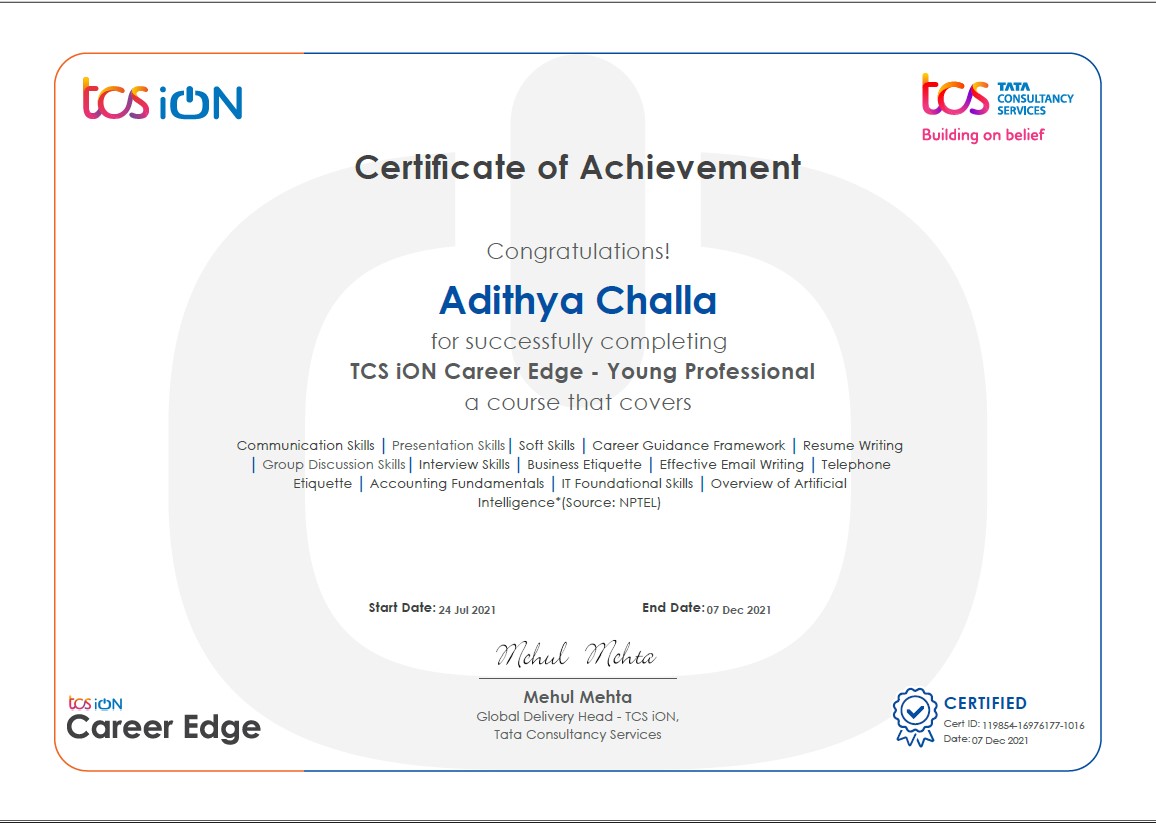 tcs iON
tcs TATA
CONSULTANCY
SERVICES
Building on belief
Certificate of Achievement
Congratulations!
Adithya Challa
for successfully completing
TCS iON Career Edge - Young Professional
a course that covers
Communication Skills | Presentation Skills | Soft Skills | Career Guidance Framework | Resume Writing
| Group Discussion Skills | Interview Skills | Business Etiquette | Effective Email Writing | Telephone
Etiquette | Accounting Fundamentals | IT Foundational Skills | Overview of Artificial
Intelligence*(Source: NPTEL)
Start Date: 24 Jul 2021 End Date: 07 Dec 2021
Mehul Mehta
Mehul Mehta
Global Delivery Head - TCS iON,
Tata Consultancy Services
tcs iON
Career Edge
CERTIFIED
Cert ID: 119854-16976177-1016
Date: 07 Dec 2021